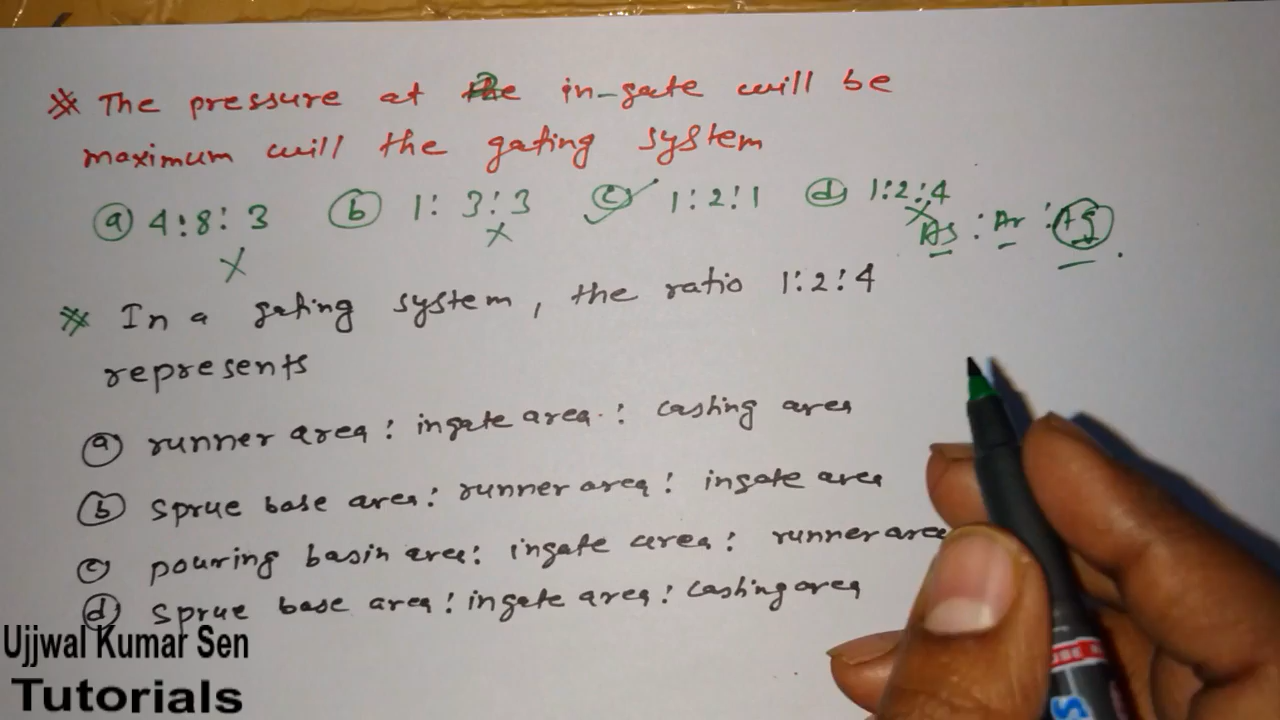 ※ The pressure at the in-gate will be
maximum will the gating system
ⓐ 4:8:3 ⓑ 1:3:3 ⓒ 1:2:1 ⓓ 1:2:4
As : Ar : Ag
※ In a gating system, the ratio 1:2:4
represents
ⓐ runner area : ingate area : casting area
ⓑ sprue base area : runner area : ingate area
ⓒ pouring basin area : ingate area : runner area
ⓓ sprue base area : ingate area : casting area
Ujjwal Kumar Sen
Tutorials